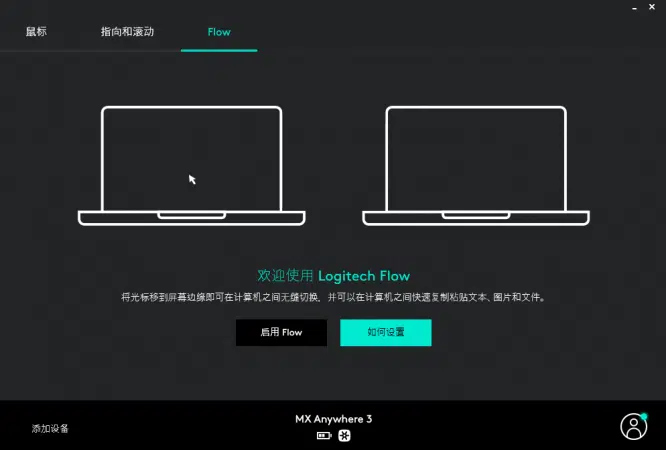 鼠标
指向和滚动
Flow
欢迎使用 Logitech Flow
将光标移到屏幕边缘即可在计算机之间无缝切换，并可以在计算机之间快速复制粘贴文本、图片和文件。
启用 Flow
如何设置
添加设备
MX Anywhere 3